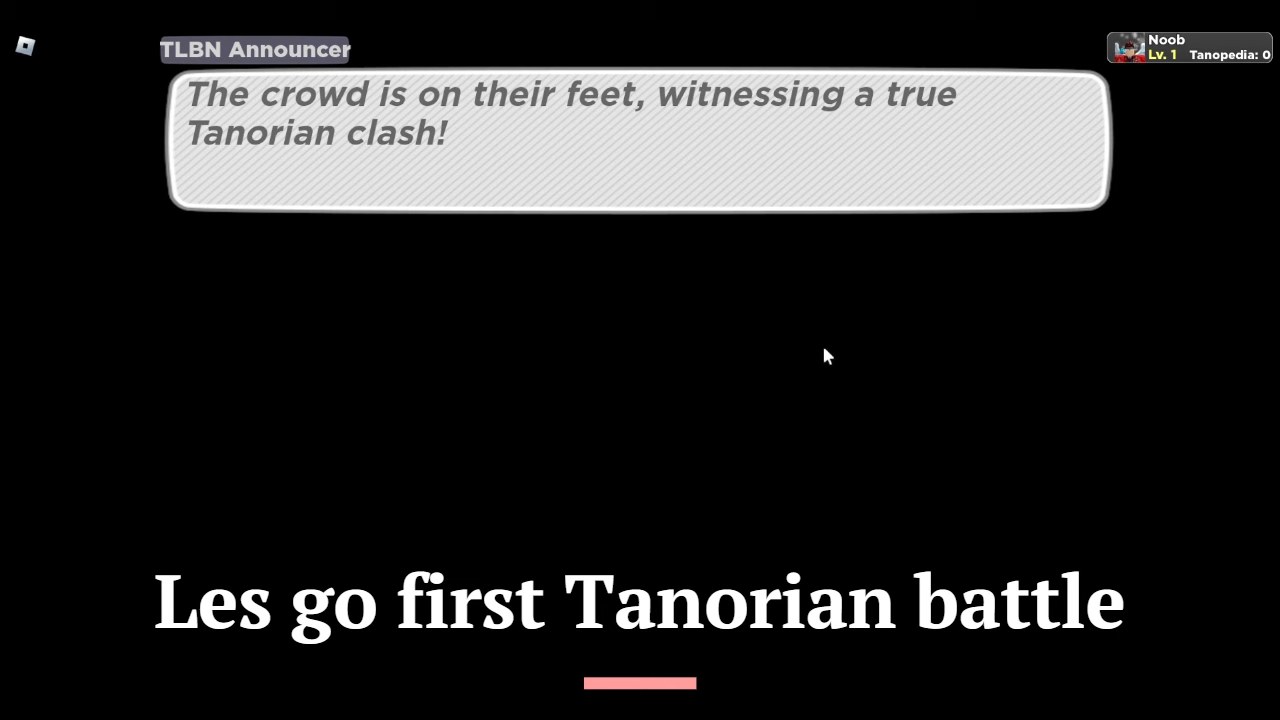 TLBN Announcer
Noob
Lv. 1 Tanopedia: 0
The crowd is on their feet, witnessing a true
Tanorian clash!
Les go first Tanorian battle